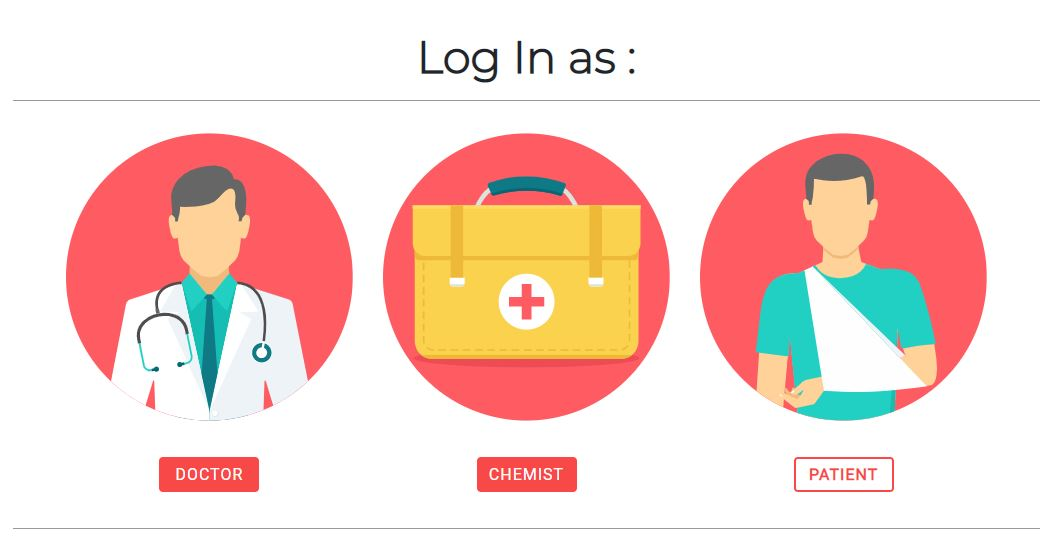 Log In as :
DOCTOR
CHEMIST
PATIENT